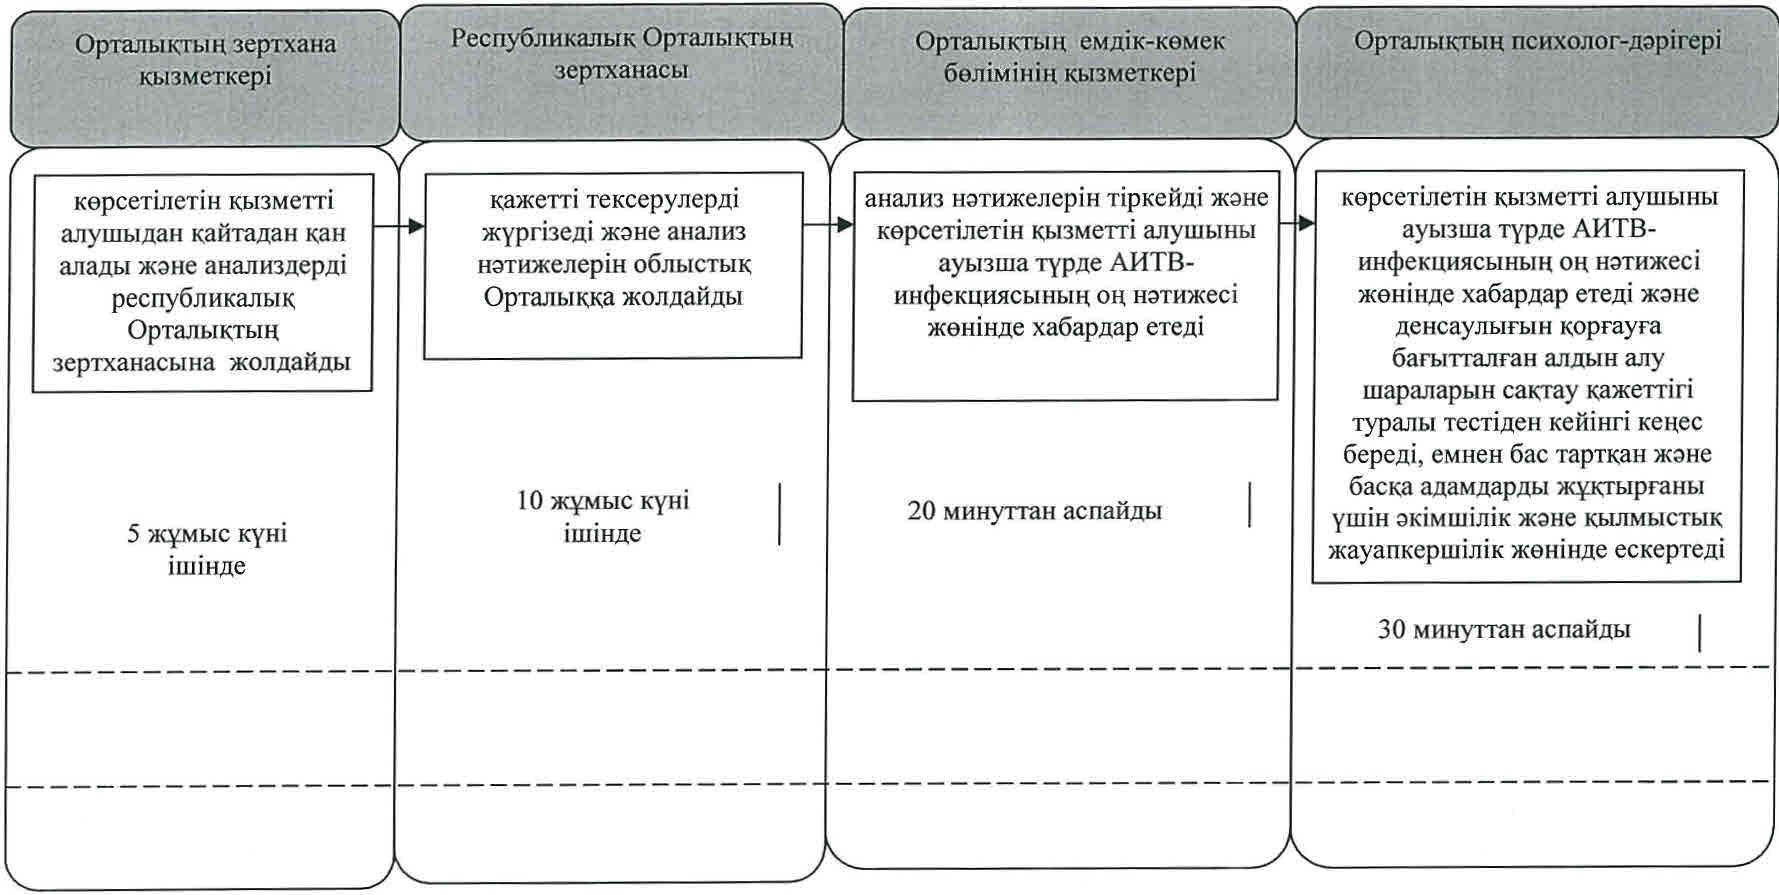 Орталықтың зертхана
қызметкері
Республикалық Орталықтың
зертханасы
Орталықтың емдік-көмек
бөлімінің қызметкері
Орталықтың психолог-дәрігері
көрсетілетін қызметті
алушыдан қайтадан қан
алады және анализдерді
республикалық
Орталықтың
зертханасына жолдайды
5 жұмыс күні
ішінде
қажетті тексерулерді
жүргізеді және анализ
нәтижелерін облыстық
Орталыққа жолдайды
10 жұмыс күні
ішінде
анализ нәтижелерін тіркейді және
көрсетілетін қызметті алушыны
ауызша түрде АИТВ-
инфекциясының оң нәтижесі
жөнінде хабардар етеді
20 минуттан аспайды
көрсетілетін қызметті алушыны
ауызша түрде АИТВ-
инфекциясының оң нәтижесі
жөнінде хабардар етеді және
денсаулығын қорғауға
бағытталған алдын алу
шараларын сақтау қажеттігі
туралы тестіден кейінгі кеңес
береді, емнен бас тартқан және
басқа адамдарды жұқтырғаны
үшін әкімшілік және қылмыстық
жауапкершілік жөнінде ескертеді
30 минуттан аспайды